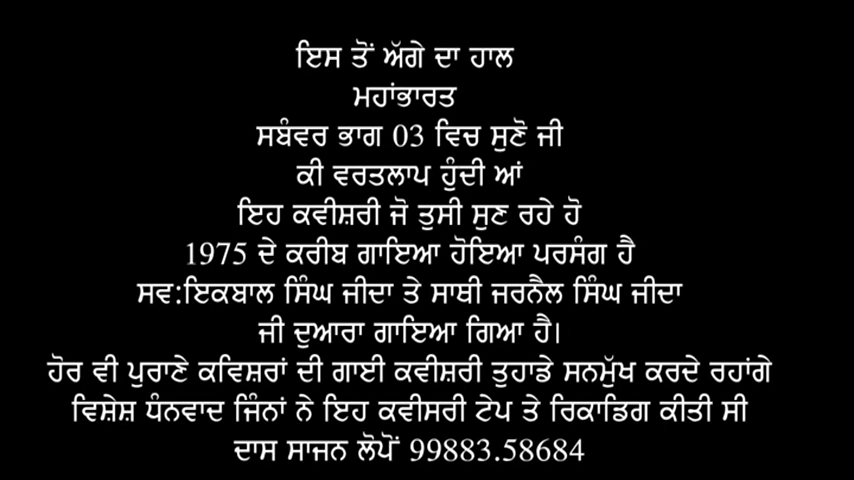 ਇਸ ਤੋਂ ਅੱਗੇ ਦਾ ਹਾਲ
ਮਹਾਂਭਾਰਤ
ਸਬੰਵਰ ਭਾਗ 03 ਵਿਚ ਸੁਣੋ ਜੀ
ਕੀ ਵਰਤਲਾਪ ਹੁੰਦੀ ਆਂ
ਇਹ ਕਵੀਸ਼ਰੀ ਜੋ ਤੁਸੀ ਸੁਣ ਰਹੇ ਹੋ
1975 ਦੇ ਕਰੀਬ ਗਾਇਆ ਹੋਇਆ ਪਰਸੰਗ ਹੈ
ਸਵ:ਇਕਬਾਲ ਸਿੰਘ ਜੀਦਾ ਤੇ ਸਾਥੀ ਜਰਨੈਲ ਸਿੰਘ ਜੀਦਾ
ਜੀ ਦੁਆਰਾ ਗਾਇਆ ਗਿਆ ਹੈ।
ਹੋਰ ਵੀ ਪੁਰਾਣੇ ਕਵਿਸ਼ਰਾਂ ਦੀ ਗਾਈ ਕਵੀਸ਼ਰੀ ਤੁਹਾਡੇ ਸਨਮੁੱਖ ਕਰਦੇ ਰਹਾਂਗੇ
ਵਿਸ਼ੇਸ਼ ਧੰਨਵਾਦ ਜਿੰਨਾਂ ਨੇ ਇਹ ਕਵੀਸਰੀ ਟੇਪ ਤੇ ਰਿਕਾਡਿਗ ਕੀਤੀ ਸੀ
ਦਾਸ ਸਾਜਨ ਲੋਪੋਂ 99883.58684